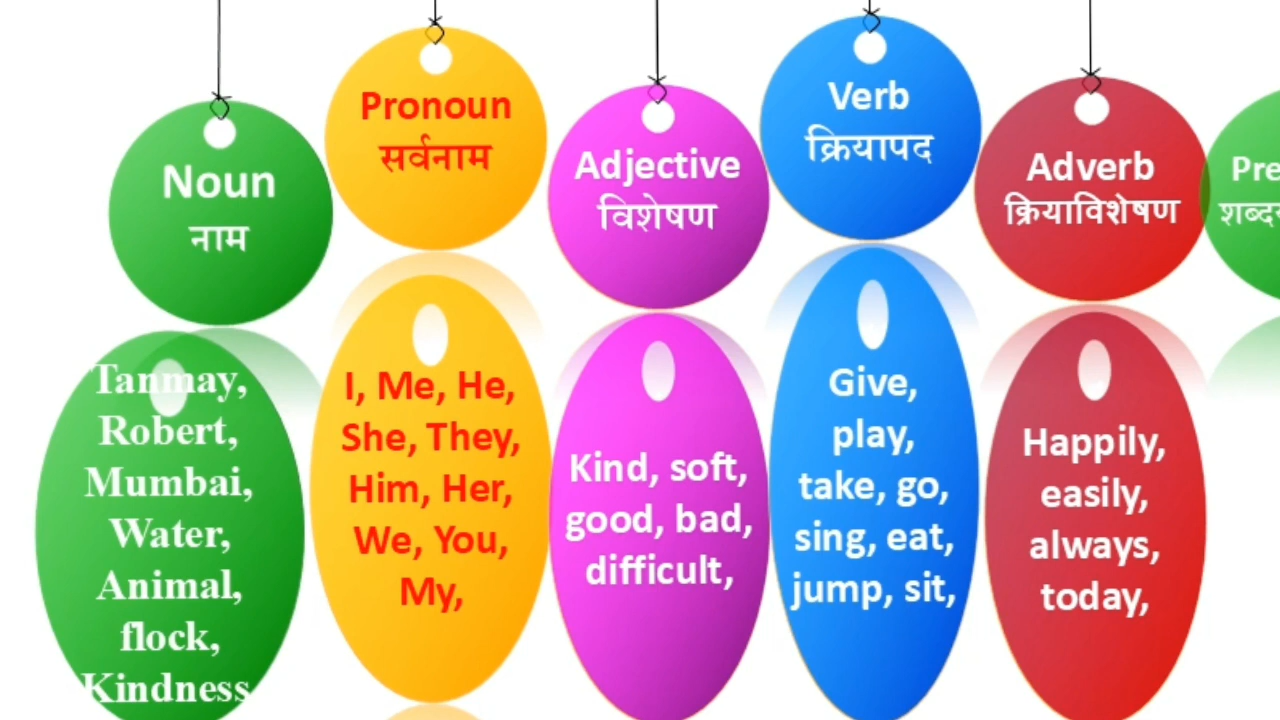 Noun
नाम
Tanmay,
Robert,
Mumbai,
Water,
Animal,
flock,
Kindness
Pronoun
सर्वनाम
I, Me, He,
She, They,
Him, Her,
We, You,
My,
Adjective
विशेषण
Kind, soft,
good, bad,
difficult,
Verb
क्रियापद
Give,
play,
take, go,
sing, eat,
jump, sit,
Adverb
क्रियाविशेषण
Happily,
easily,
always,
today,
Pre